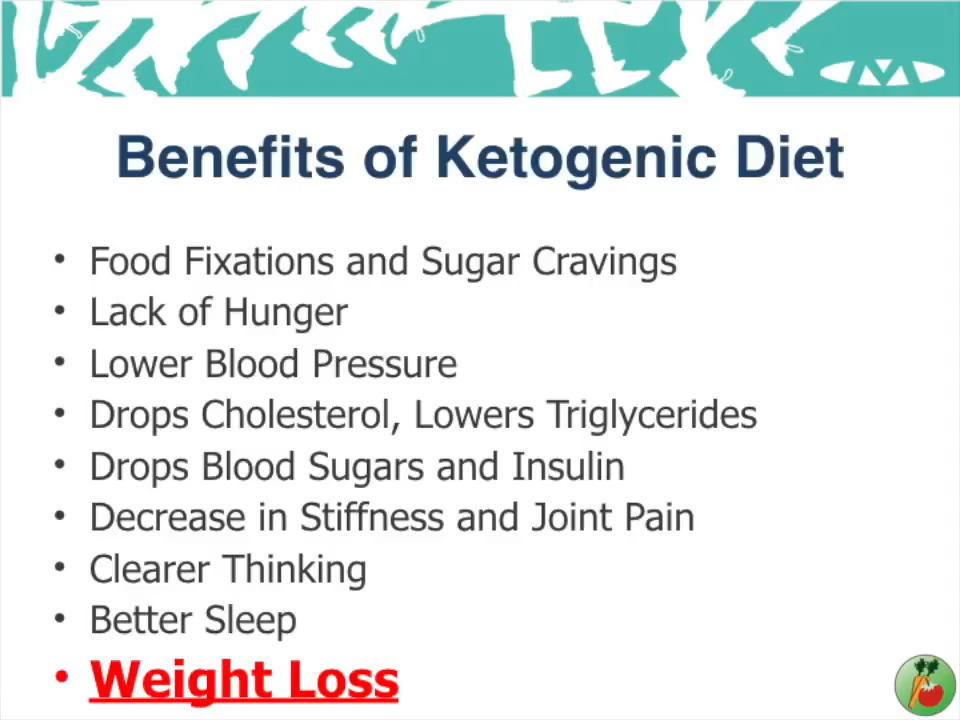 Benefits of Ketogenic Diet
• Food Fixations and Sugar Cravings
• Lack of Hunger
• Lower Blood Pressure
• Drops Cholesterol, Lowers Triglycerides
• Drops Blood Sugars and Insulin
• Decrease in Stiffness and Joint Pain
• Clearer Thinking
• Better Sleep
• Weight Loss